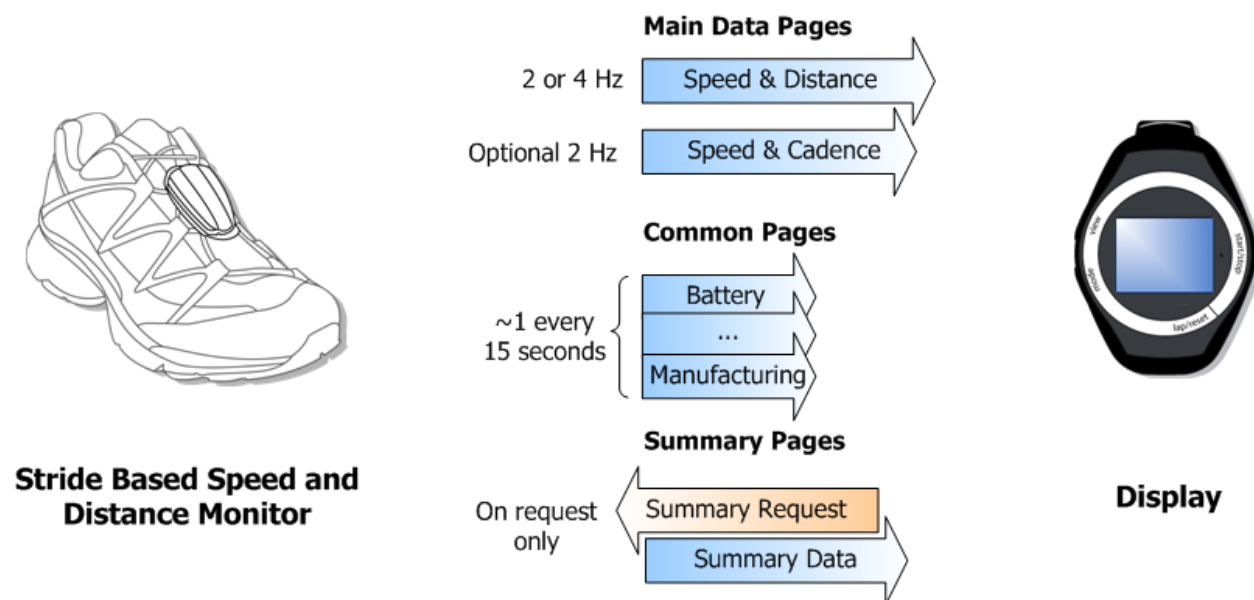 Main Data Pages
2 or 4 Hz
Speed & Distance
Optional 2 Hz
Speed & Cadence
Common Pages
~1 every
15 seconds
Battery
...
Manufacturing
Summary Pages
On request
only
Summary Request
Summary Data
Stride Based Speed and
Distance Monitor
view
mode
start/stop
lap/reset
Display